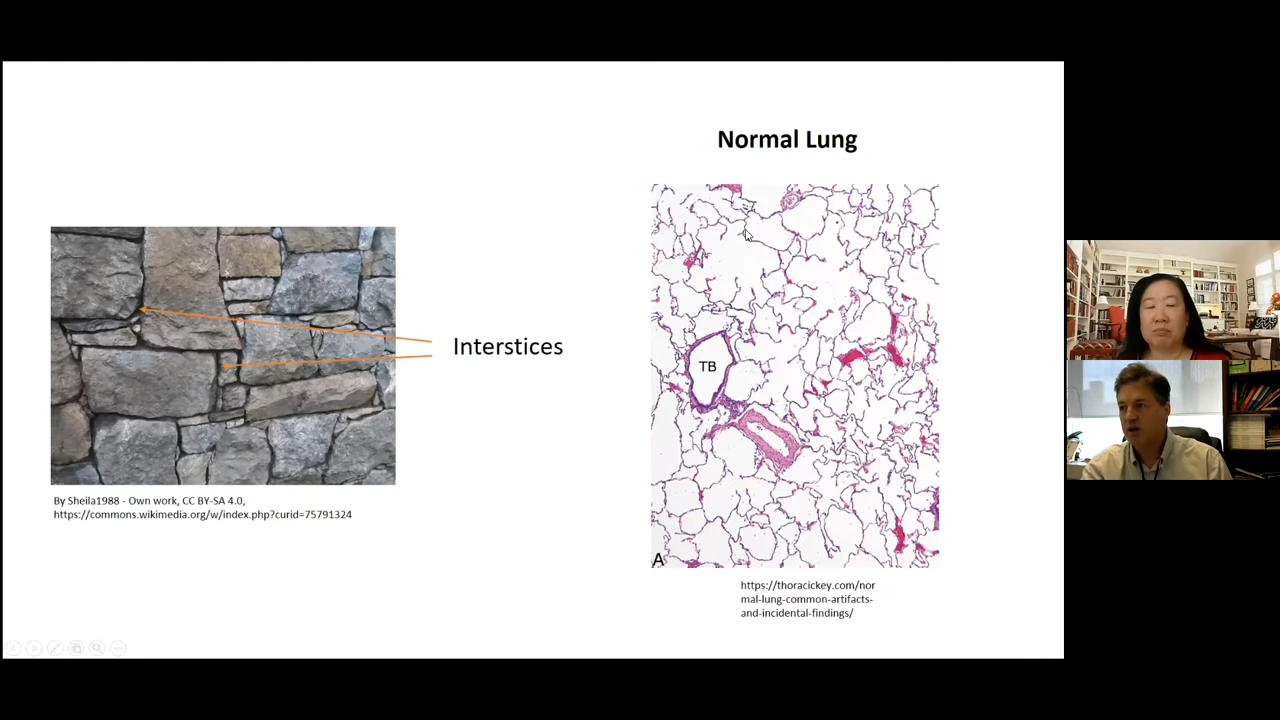 Normal Lung
Interstices
TB
A
By Sheila1988 - Own work, CC BY-SA 4.0,
https://commons.wikimedia.org/w/index.php?curid=75791324
https://thoracickey.com/nor
mal-lung-common-artifacts-
and-incidental-findings/